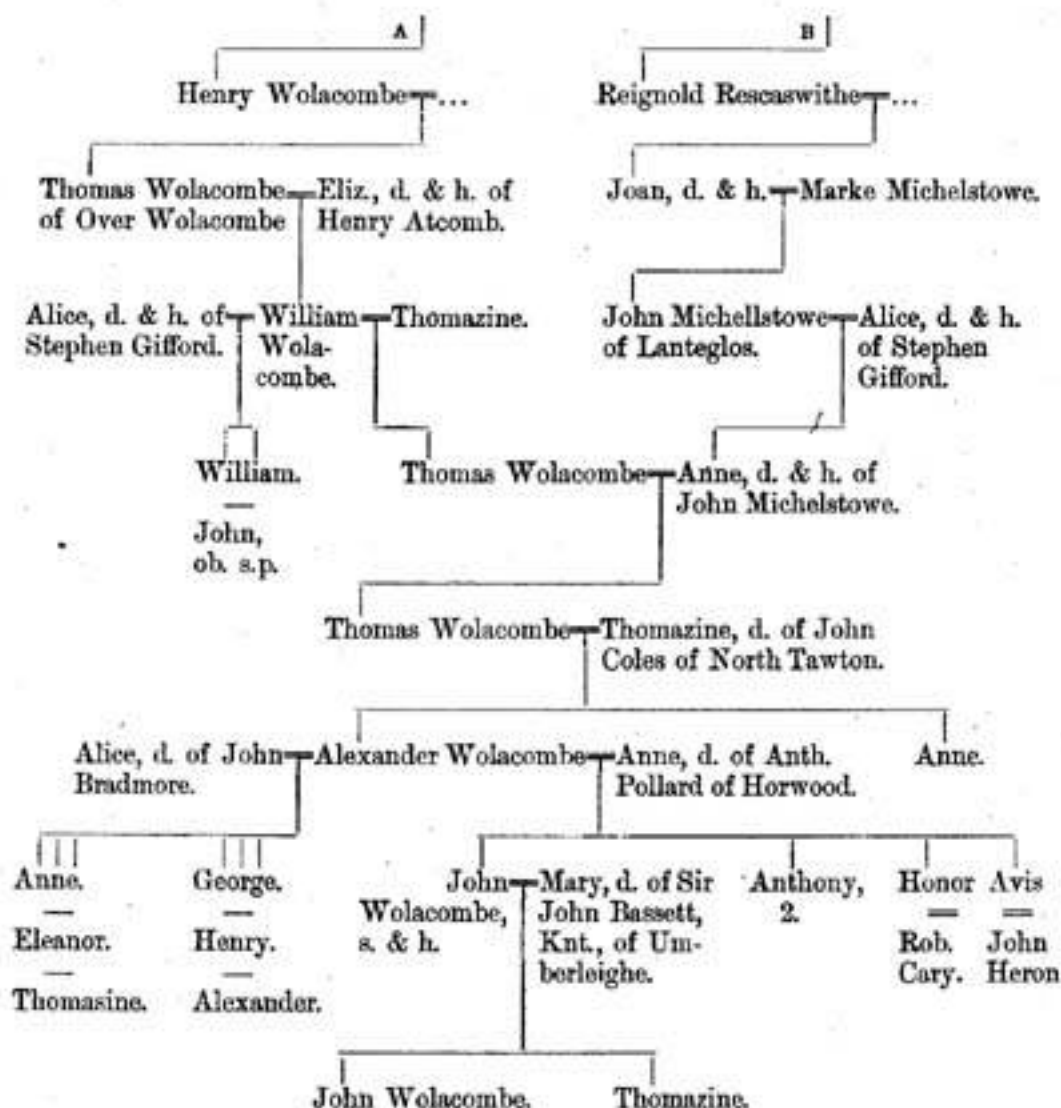 A B
Henry Wolacombe ... Reignold Rescaswithe ...
Thomas Wolacombe Eliz., d. & h. of Joan, d. & h. Marke Michelstowe.
of Over Wolacombe Henry Atcomb.
Alice, d. & h. of William Thomazine. John Michellstowe Alice, d. & h.
Stephen Gifford. Wola- of Lanteglos. of Stephen
combe. Gifford.
William. Thomas Wolacombe Anne, d. & h. of
John Michelstowe.
John,
ob. s.p.
Thomas Wolacombe Thomazine, d. of John
Coles of North Tawton.
Alice, d. of John Alexander Wolacombe Anne, d. of Anth. Anne.
Bradmore. Pollard of Horwood.
Anne. George. John Mary, d. of Sir Anthony, Honor Avis
Wolacombe, John Bassett, 2.
Eleanor. Henry. s. & h. Knt., of Um- Rob. John
berleighe. Cary. Heron
Thomasine. Alexander.
John Wolacombe. Thomazine.